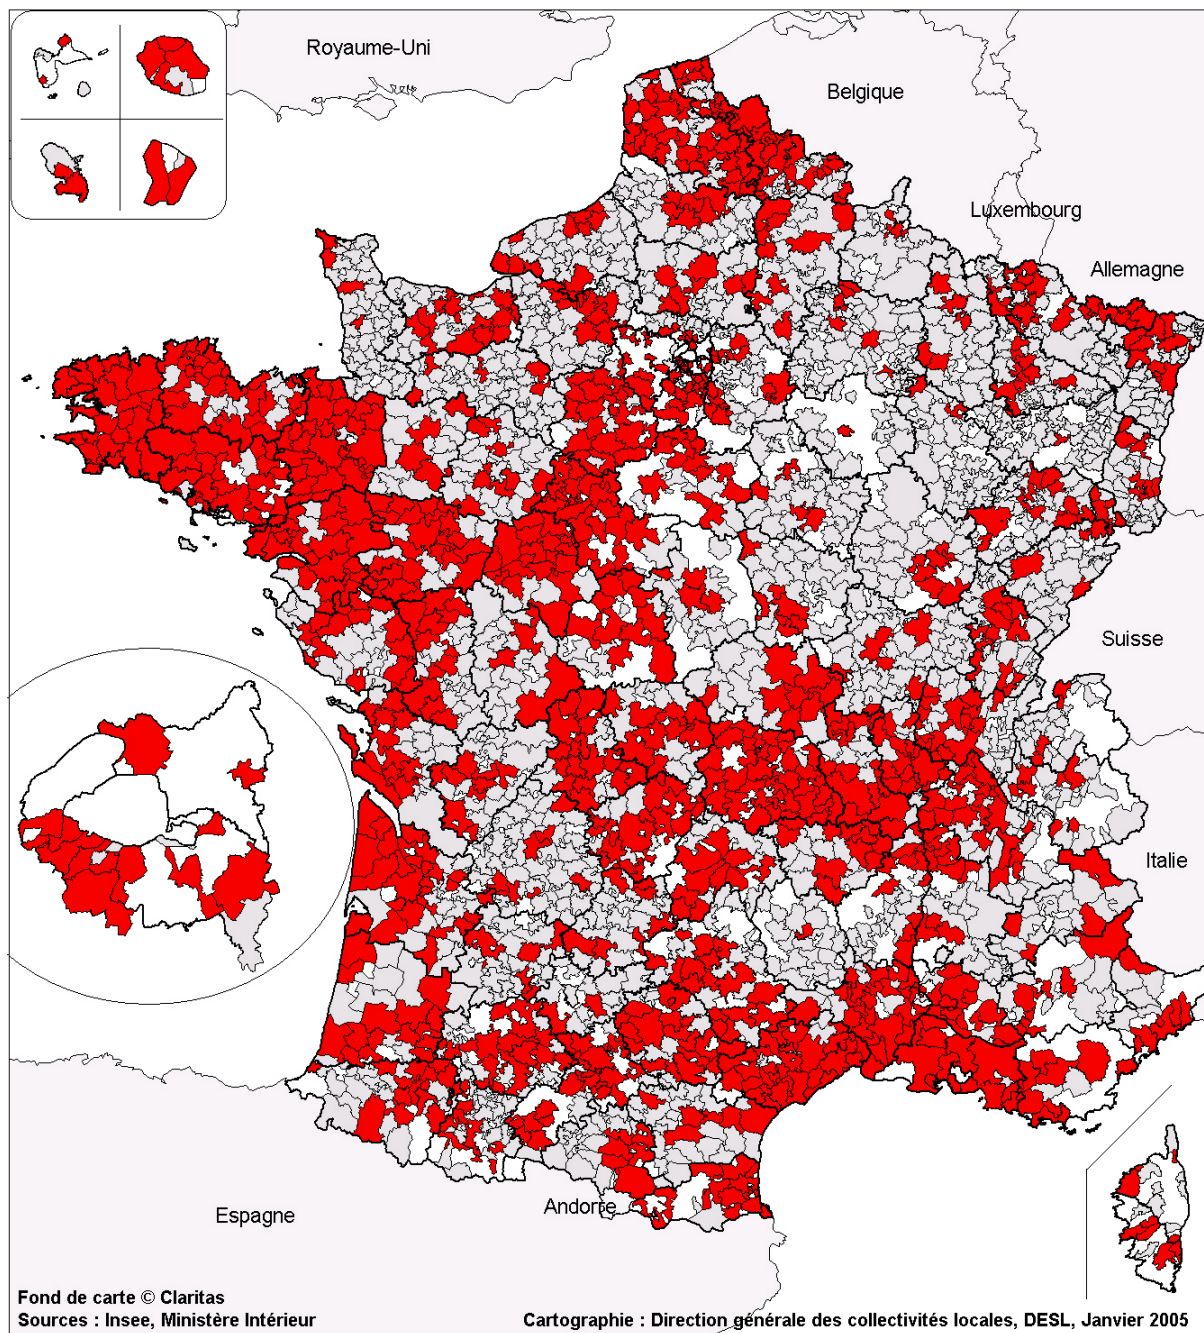 Royaume-Uni
Belgique
Luxembourg
Allemagne
Suisse
Italie
Andorre
Espagne
Fond de carte © Claritas
Sources : Insee, Ministère Intérieur
Cartographie : Direction générale des collectivités locales, DESL, Janvier 2005